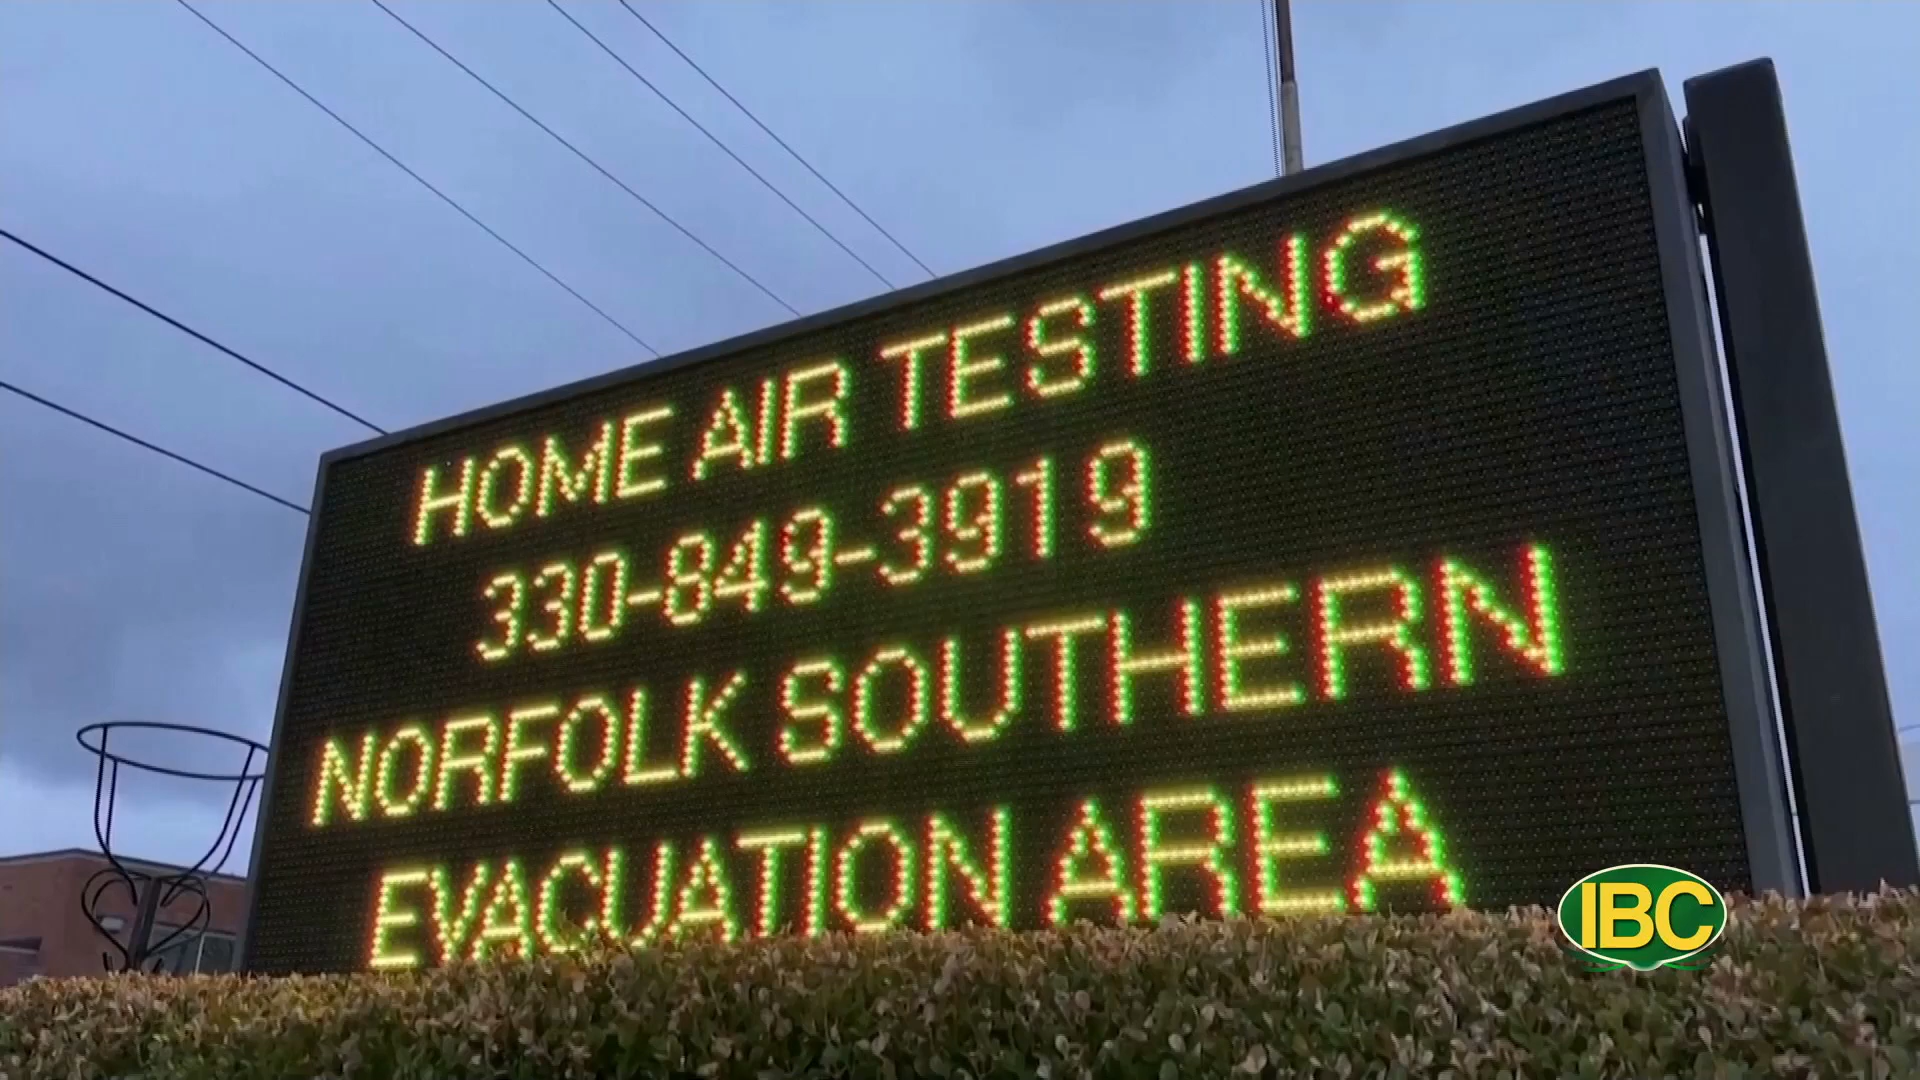 HOME AIR TESTING
330-849-3919
NORFOLK SOUTHERN
EVACUATION AREA
IBC